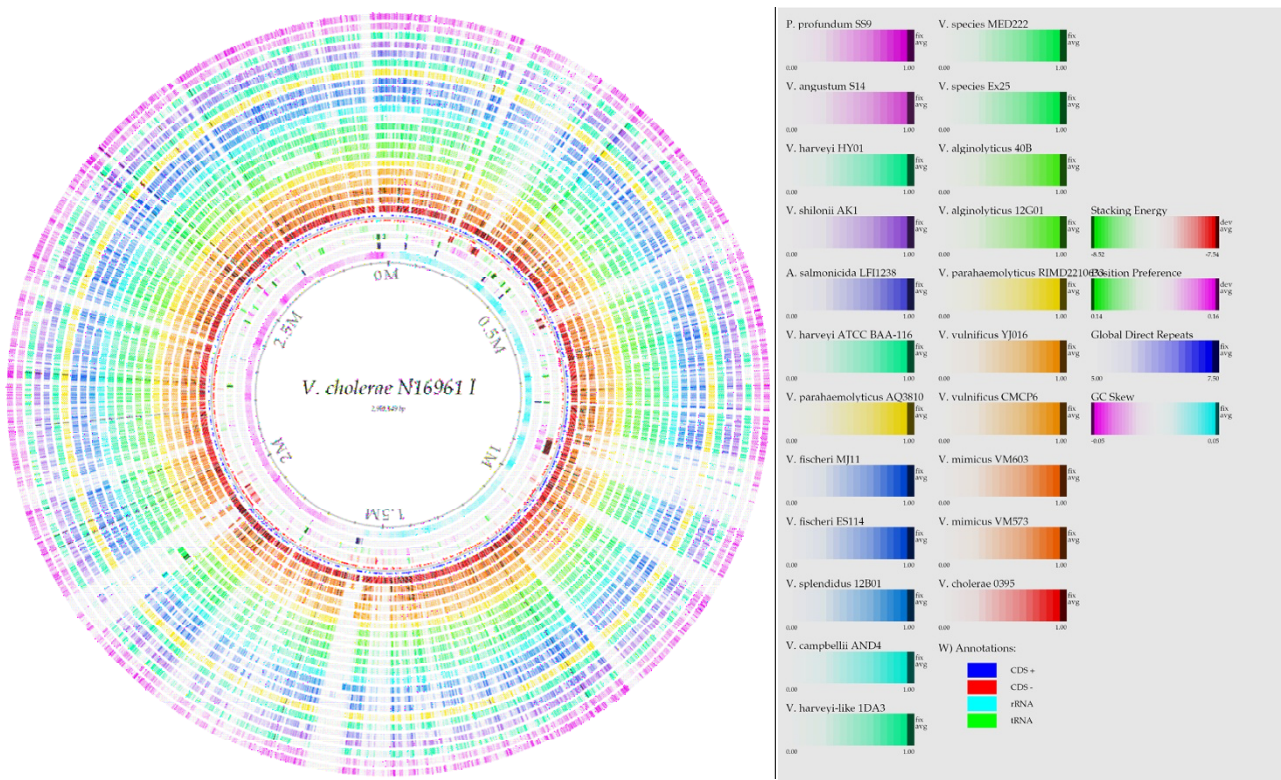 0M
0.5M
1M
1.5M
2M
2.5M
V. cholerae N16961 I
P. profundum SS9
fix
avg
0.00 1.00
V. angustum S14
fix
avg
0.00 1.00
V. harveyi HY01
fix
avg
0.00 1.00
V. shilonii AK1
fix
avg
0.00 1.00
A. salmonicida LFI1238
fix
avg
0.00 1.00
V. harveyi ATCC BAA-116
fix
avg
0.00 1.00
V. parahaemolyticus AQ3810
fix
avg
0.00 1.00
V. fischeri MJ11
fix
avg
0.00 1.00
V. fischeri ES114
fix
avg
0.00 1.00
V. splendidus 12B01
fix
avg
0.00 1.00
V. campbellii AND4
fix
avg
0.00 1.00
V. harveyi-like 1DA3
fix
avg
0.00 1.00
V. species MED222
fix
avg
0.00 1.00
V. species Ex25
fix
avg
0.00 1.00
V. alginolyticus 40B
fix
avg
0.00 1.00
V. alginolyticus 12G01
fix
avg
0.00 1.00
V. parahaemolyticus RIMD2210633
fix
avg
0.00 1.00
V. vulnificus YJ016
fix
avg
0.00 1.00
V. vulnificus CMCP6
fix
avg
0.00 1.00
V. mimicus VM603
fix
avg
0.00 1.00
V. mimicus VM573
fix
avg
0.00 1.00
V. cholerae 0395
fix
avg
0.00 1.00
W) Annotations:
CDS +
CDS -
rRNA
tRNA
Stacking Energy
dev
avg
-8.52 -7.54
Position Preference
dev
avg
0.14 0.16
Global Direct Repeats
fix
avg
5.00 7.50
GC Skew
fix
avg
-0.05 0.05